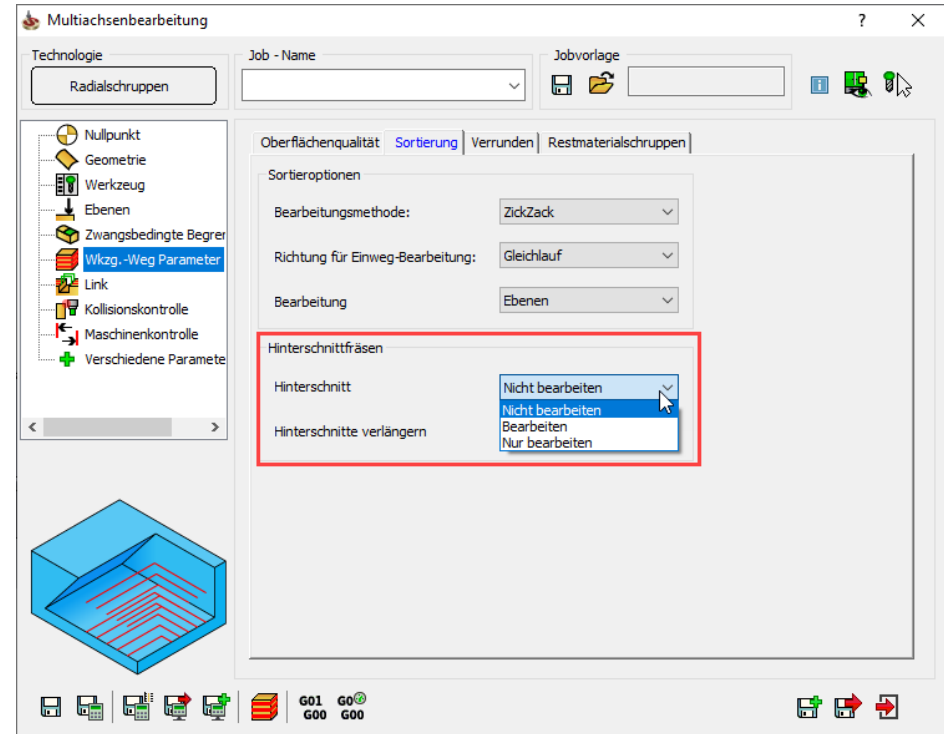 Multiachsenbearbeitung
Technologie
Radialschruppen
Job - Name
Jobvorlage
Nullpunkt
Geometrie
Werkzeug
Ebenen
Zwangsbedingte Begrer
Wkzg.-Weg Parameter
Link
Kollisionskontrolle
Maschinenkontrolle
Verschiedene Paramete
Oberflächenqualität Sortierung Verrunden Restmaterialschruppen
Sortieroptionen
Bearbeitungsmethode: ZickZack
Richtung für Einweg-Bearbeitung: Gleichlauf
Bearbeitung Ebenen
Hinterschnittfräsen
Hinterschnitt Nicht bearbeiten
Nicht bearbeiten
Bearbeiten
Hinterschnitte verlängern
Nur bearbeiten
G01 G00
G00 G00